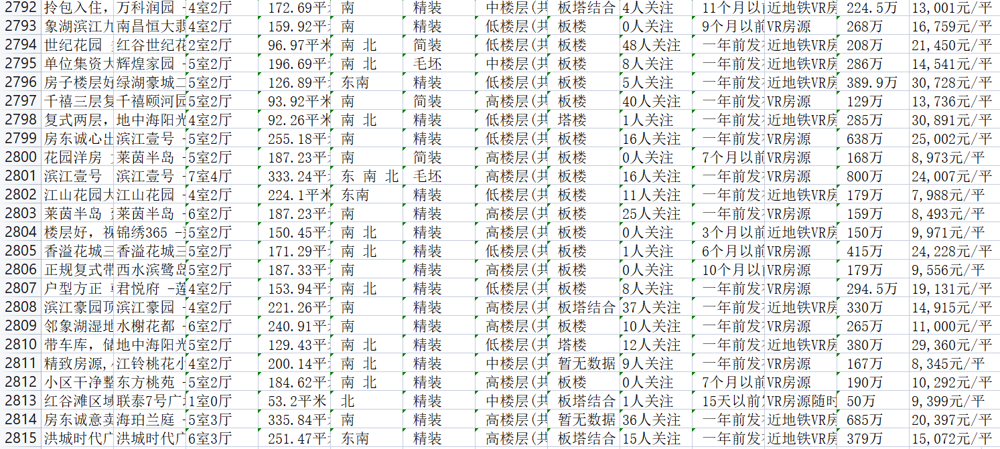 2792 拎包入住, 万科润园 - 4室2厅 172.69平米 南 精装 中楼层(共 板塔结合 4人关注 11个月以前 近地铁VR房 224.5万 13,001元/平
2793 象湖滨江九 南昌恒大翡 4室2厅 159.92平米 南 精装 低楼层(共 板楼 0人关注 9个月以前 VR房源 268万 16,759元/平
2794 世纪花园 红谷世纪花 2室2厅 96.97平米 南 北 简装 低楼层(共 板楼 48人关注 一年前发布 近地铁VR房 208万 21,450元/平
2795 单位集资大 辉煌家园 - 5室2厅 196.69平米 南 北 毛坯 中楼层(共 板楼 8人关注 一年前发布 近地铁VR房 286万 14,541元/平
2796 房子楼层好 绿湖豪城二 5室2厅 126.89平米 东南 精装 低楼层(共 板楼 5人关注 一年前发布 近地铁VR房 389.9万 30,728元/平
2797 千禧三层复 千禧颐河园 5室2厅 93.92平米 南 简装 高楼层(共 板楼 40人关注 一年前发布 VR房源 129万 13,736元/平
2798 复式两层, 地中海阳光 4室2厅 92.26平米 南 北 精装 低楼层(共 塔楼 1人关注 一年前发布 近地铁VR房 285万 30,891元/平
2799 房东诚心出 滨江壹号 - 5室2厅 255.18平米 南 精装 低楼层(共 板楼 16人关注 一年前发布 VR房源 638万 25,002元/平
2800 花园洋房 莱茵半岛 - 5室2厅 187.23平米 南 简装 高楼层(共 板楼 0人关注 7个月以前 VR房源 168万 8,973元/平
2801 滨江壹号 滨江壹号 - 7室4厅 333.24平米 东 南 北 毛坯 高楼层(共 板楼 16人关注 一年前发布 VR房源 800万 24,007元/平
2802 江山花园大 江山花园 - 4室2厅 224.1平米 东南 精装 低楼层(共 板楼 11人关注 一年前发布 近地铁VR房 179万 7,988元/平
2803 莱茵半岛 莱茵半岛 - 6室2厅 187.23平米 南 精装 高楼层(共 板楼 25人关注 一年前发布 VR房源 159万 8,493元/平
2804 楼层好,视 锦绣365 - 5室2厅 150.45平米 南 北 精装 高楼层(共 板楼 0人关注 3个月以前 近地铁VR房 150万 9,971元/平
2805 香溢花城三 香溢花城三 5室2厅 171.29平米 南 北 精装 低楼层(共 板楼 1人关注 6个月以前 VR房源 415万 24,228元/平
2806 正规复式带 西水滨鹭岛 5室2厅 187.33平米 南 精装 高楼层(共 板楼 0人关注 10个月以前 VR房源 179万 9,556元/平
2807 户型方正 君悦府 -莲 4室2厅 153.94平米 南 北 精装 低楼层(共 板楼 8人关注 一年前发布 VR房源 294.5万 19,131元/平
2808 滨江豪园顶 滨江豪园 - 4室2厅 221.26平米 南 精装 高楼层(共 板塔结合 37人关注 一年前发布 近地铁VR房 330万 14,915元/平
2809 邻象湖湿地 水榭花都 - 6室2厅 240.91平米 南 精装 高楼层(共 板楼 10人关注 一年前发布 VR房源 265万 11,000元/平
2810 带车库,储 地中海阳光 5室2厅 129.43平米 南 北 精装 低楼层(共 塔楼 12人关注 一年前发布 近地铁VR房 380万 29,360元/平
2811 精致房源, 江铃桃花小 4室2厅 200.14平米 南 北 精装 中楼层(共 暂无数据 9人关注 一年前发布 VR房源 167万 8,345元/平
2812 小区干净整 东方桃苑 - 5室2厅 184.62平米 南 北 精装 高楼层(共 板楼 0人关注 7个月以前 VR房源 190万 10,292元/平
2813 红谷滩区域 联泰7号广场 1室0厅 53.2平米 北 精装 中楼层(共 板塔结合 1人关注 15天以前发 VR房源随时 50万 9,399元/平
2814 房东诚意卖 海珀兰庭 - 5室3厅 335.84平米 南 精装 高楼层(共 暂无数据 36人关注 一年前发布 近地铁VR房 685万 20,397元/平
2815 洪城时代广 洪城时代广 6室3厅 251.47平米 东南 精装 高楼层(共 板塔结合 15人关注 一年前发布 近地铁VR房 379万 15,072元/平